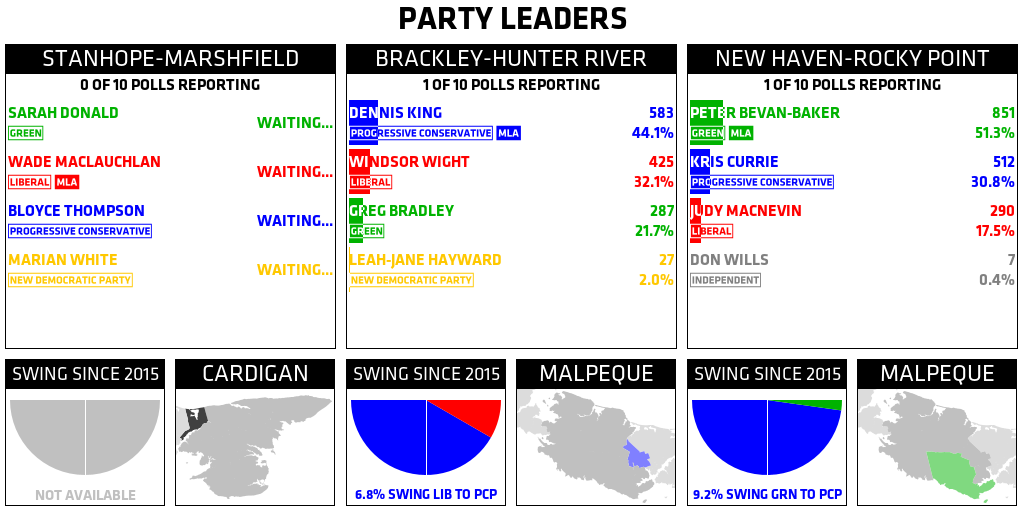 PARTY LEADERS
STANHOPE-MARSHFIELD
0 OF 10 POLLS REPORTING
SARAH DONALD
GREEN
WAITING...
WADE MACLAUCHLAN
LIBERAL MLA
WAITING...
BLOYCE THOMPSON
PROGRESSIVE CONSERVATIVE
WAITING...
MARIAN WHITE
NEW DEMOCRATIC PARTY
WAITING...
BRACKLEY-HUNTER RIVER
1 OF 10 POLLS REPORTING
DENNIS KING 583
PROGRESSIVE CONSERVATIVE MLA 44.1%
WINDSOR WIGHT 425
LIBERAL 32.1%
GREG BRADLEY 287
GREEN 21.7%
LEAH-JANE HAYWARD 27
NEW DEMOCRATIC PARTY 2.0%
NEW HAVEN-ROCKY POINT
1 OF 10 POLLS REPORTING
PETER BEVAN-BAKER 851
GREEN MLA 51.3%
KRIS CURRIE 512
PROGRESSIVE CONSERVATIVE 30.8%
JUDY MACNEVIN 290
LIBERAL 17.5%
DON WILLS 7
INDEPENDENT 0.4%
SWING SINCE 2015
NOT AVAILABLE
CARDIGAN
SWING SINCE 2015
6.8% SWING LIB TO PCP
MALPEQUE
SWING SINCE 2015
9.2% SWING GRN TO PCP
MALPEQUE